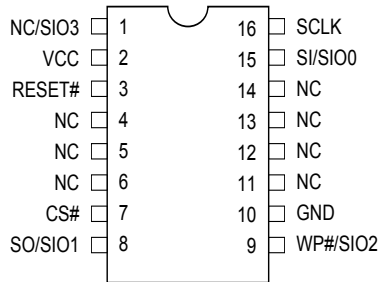 NC/SIO3 1 16 SCLK
VCC 2 15 SI/SIO0
RESET# 3 14 NC
NC 4 13 NC
NC 5 12 NC
NC 6 11 NC
CS# 7 10 GND
SO/SIO1 8 9 WP#/SIO2